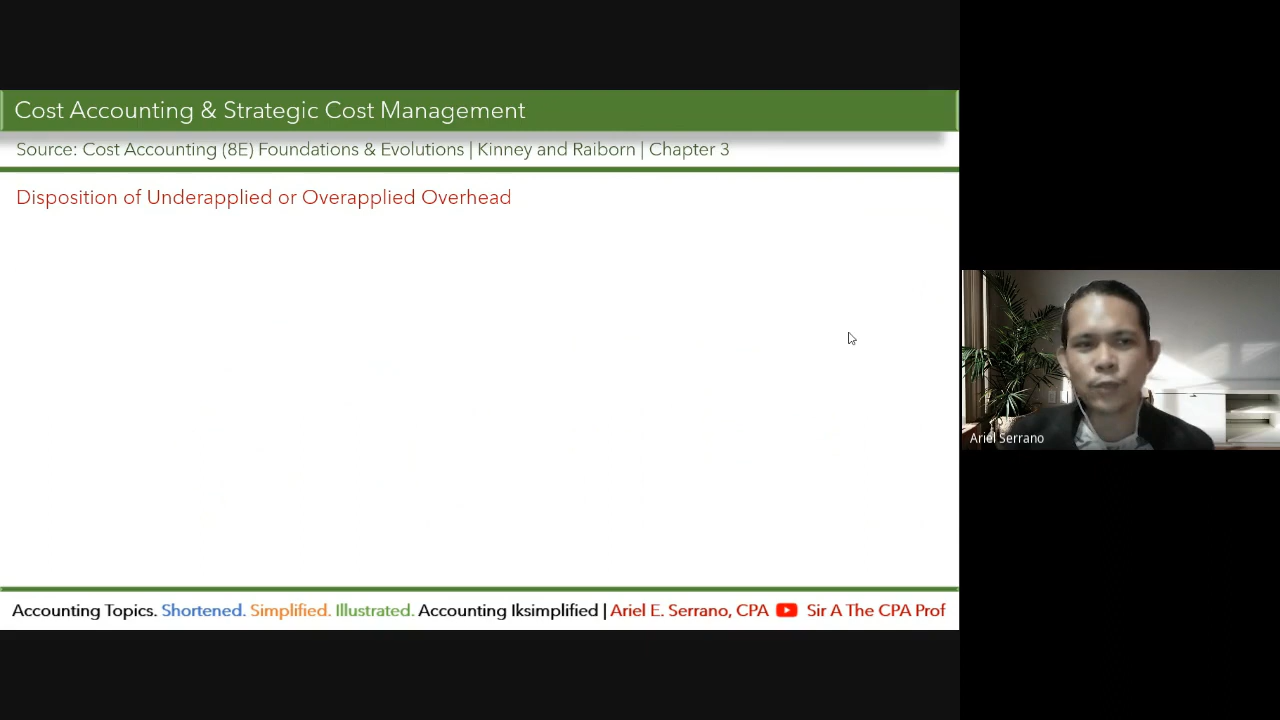 Cost Accounting & Strategic Cost Management
Source: Cost Accounting (8E) Foundations & Evolutions | Kinney and Raiborn | Chapter 3
Disposition of Underapplied or Overapplied Overhead
Ariel Serrano
Accounting Topics. Shortened. Simplified. Illustrated. Accounting Iksimplified | Ariel E. Serrano, CPA Sir A The CPA Prof